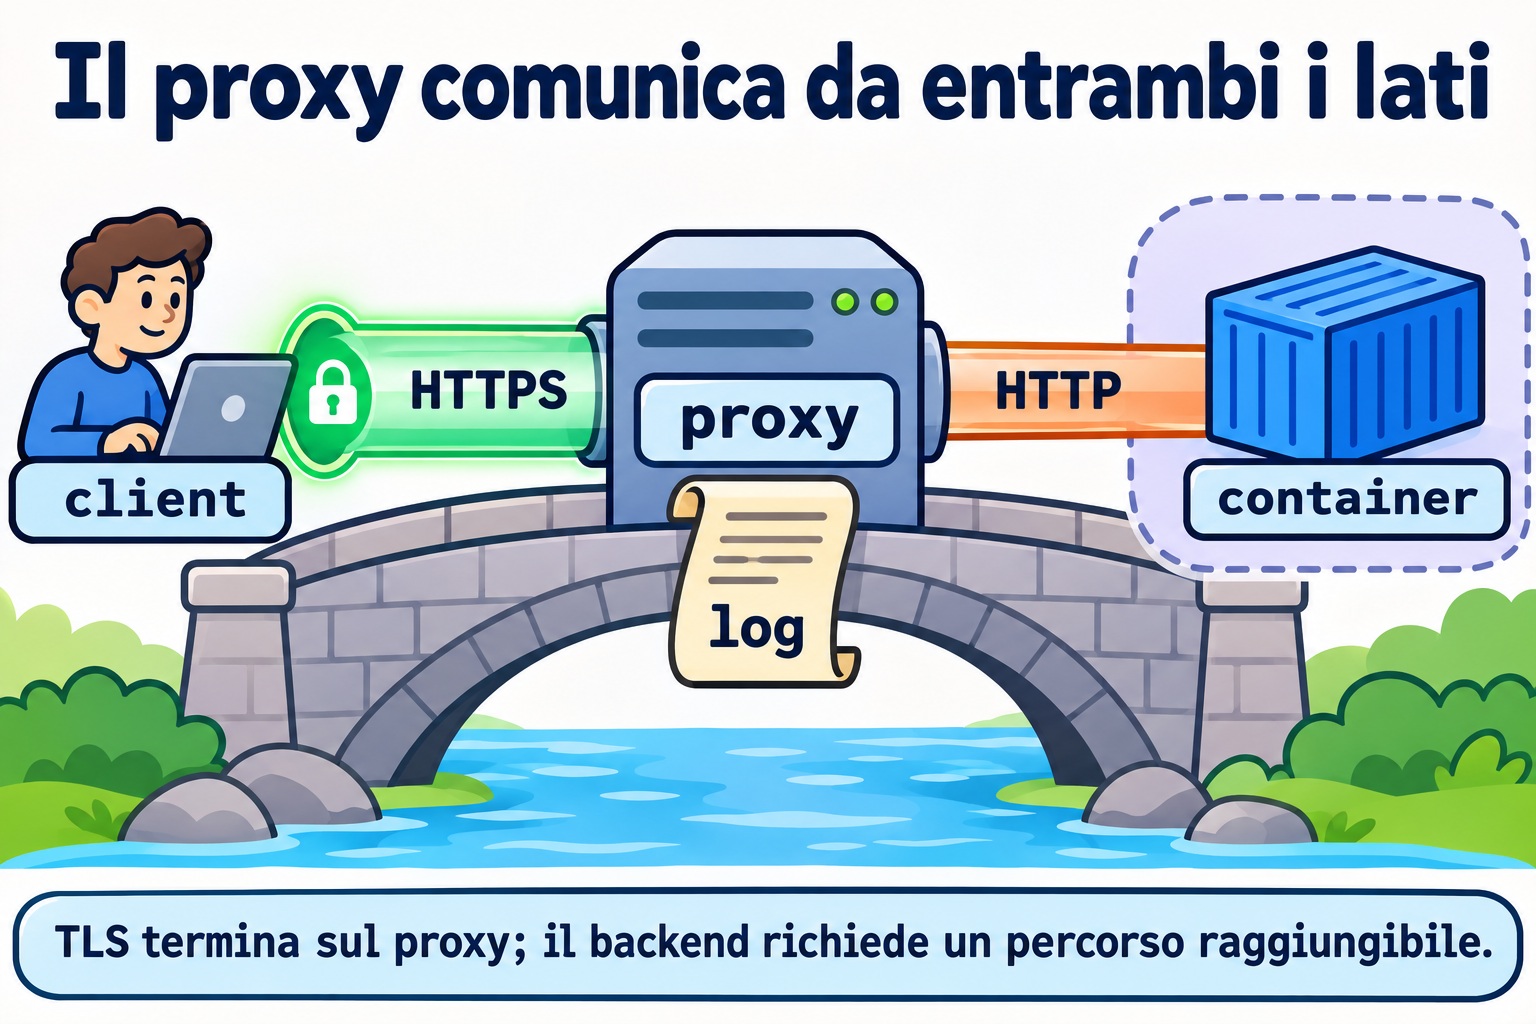 Il proxy comunica da entrambi i lati
HTTPS
HTTP
proxy
client
container
log
TLS termina sul proxy; il backend richiede un percorso raggiungibile.